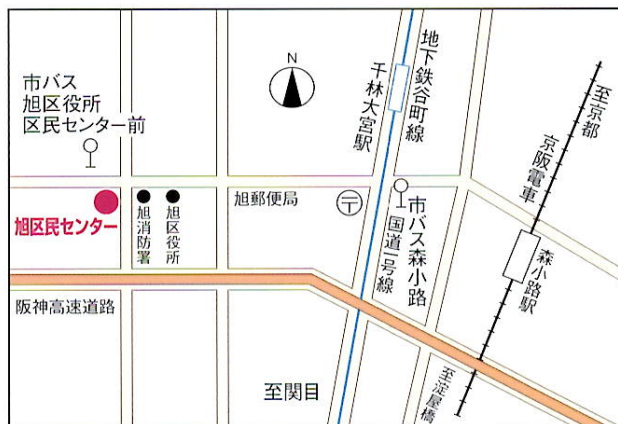 市バス
旭区役所
区民センター前
N
地下鉄谷町線
千林大宮駅
至京都
京阪電車
旭区民センター
旭消防署
旭区役所
旭郵便局
〒
市バス森小路
国道一号線
森小路駅
阪神高速道路
至関目
至淀屋橋